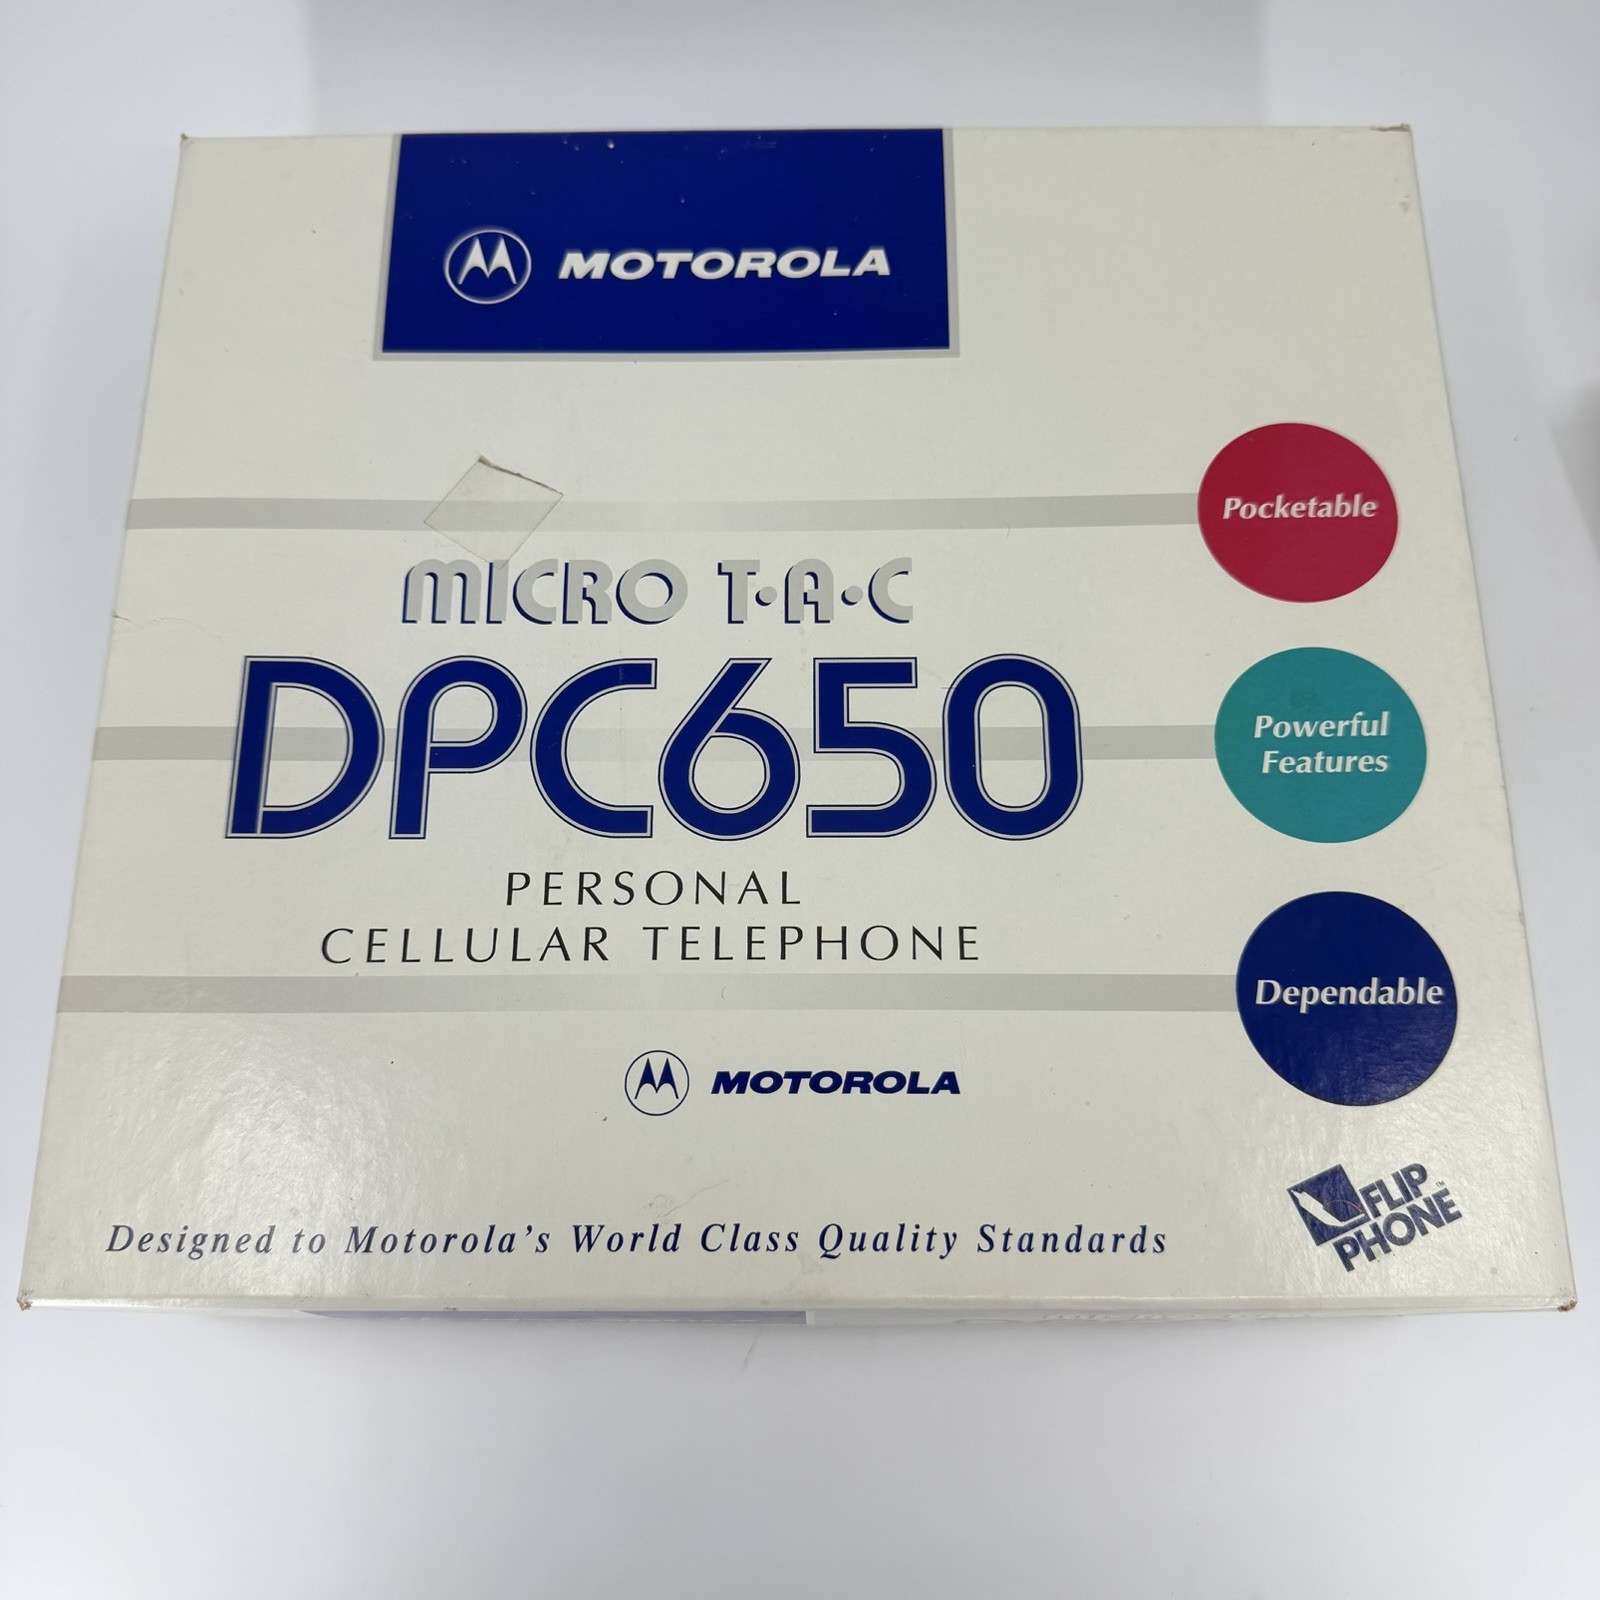 MOTOROLA
Pocketable
MICRO T·A·C
DPC650
Powerful
Features
PERSONAL
CELLULAR TELEPHONE
Dependable
MOTOROLA
FLIP
PHONE™
Designed to Motorola's World Class Quality Standards